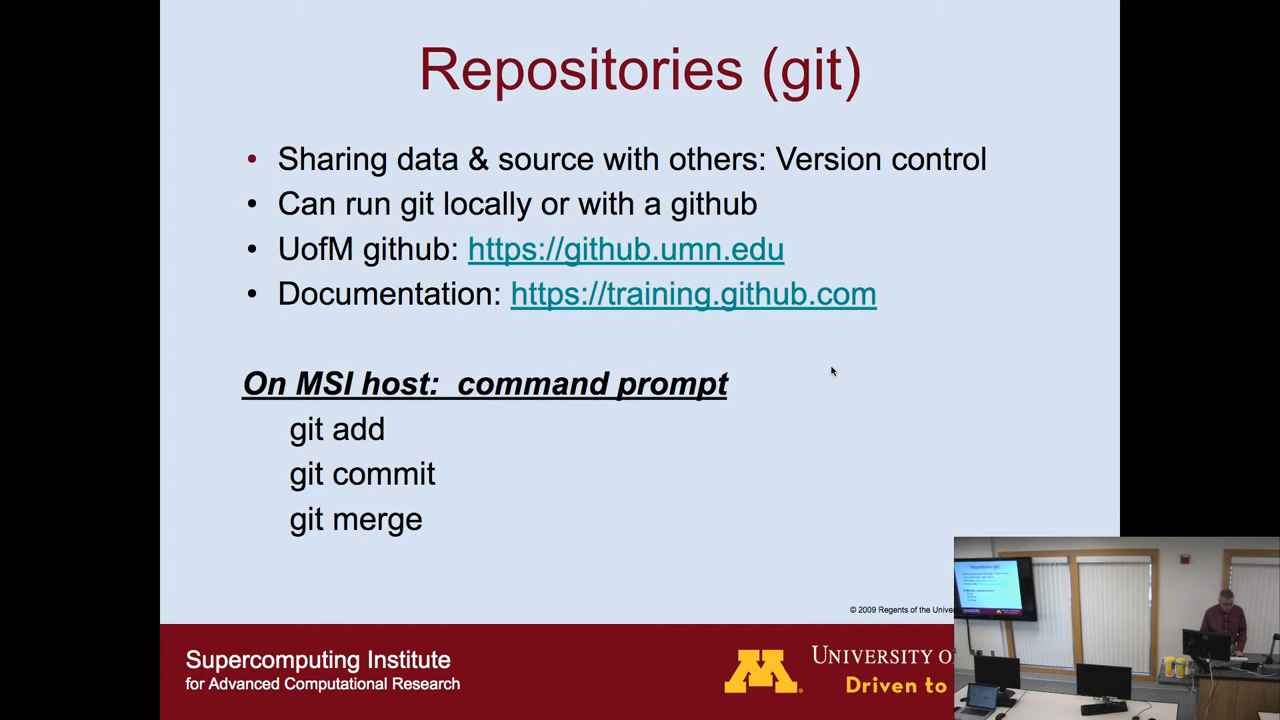 Repositories (git)
• Sharing data & source with others: Version control
• Can run git locally or with a github
• UofM github: https://github.umn.edu
• Documentation: https://training.github.com
On MSI host: command prompt
git add
git commit
git merge
© 2009 Regents of the
Supercomputing Institute
for Advanced Computational Research
UNIVERSITY
Driven to
Repositories (git)